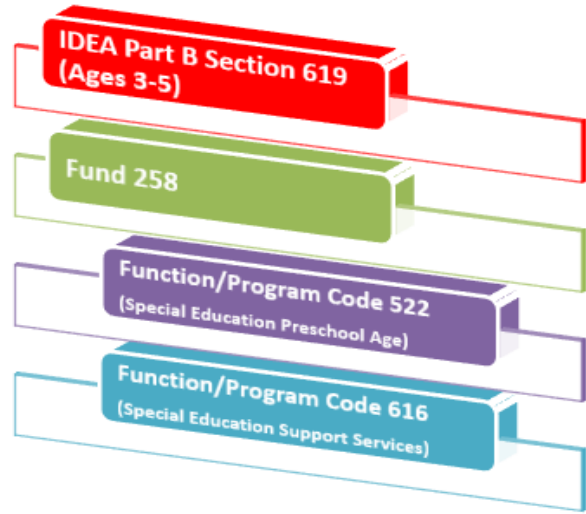 IDEA Part B Section 619
(Ages 3-5)
Fund 258
Function/Program Code 522
(Special Education Preschool Age)
Function/Program Code 616
(Special Education Support Services)